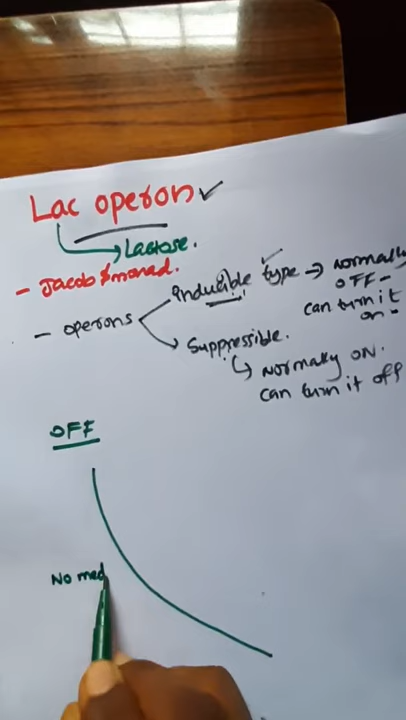 Lac operon
Lactose.
- Jacob & monad.
- operons
Inducible type → normally
OFF -
can turn it
on -
Suppressible.
Normally ON.
can turn it off
OFF
No med